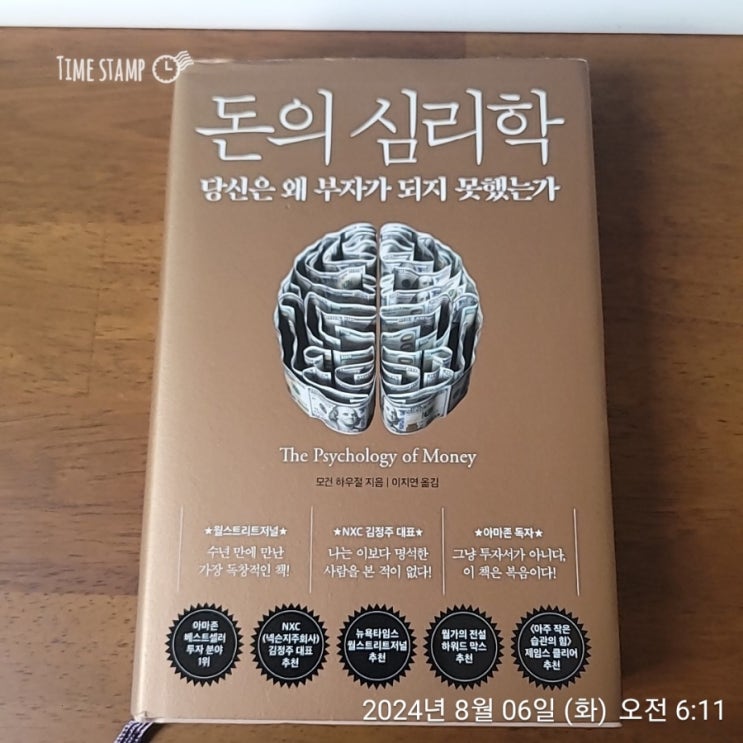 TIME STAMP
돈의 심리학
당신은 왜 부자가 되지 못했는가
The Psychology of Money
모건 하우절 지음 | 이지연 옮김
★월스트리트저널★
수년 만에 만난
가장 독창적인 책!
★NXC 김정주 대표★
나는 이보다 명석한
사람을 본 적이 없다!
★아마존 독자★
그냥 투자서가 아니다,
이 책은 복음이다!
아마존
베스트셀러
투자 분야
1위
NXC
(넥슨지주회사)
김정주 대표
추천
뉴욕타임스
월스트리트저널
추천
월가의 전설
하워드 막스
추천
〈아주 작은
습관의 힘〉
제임스 클리어
추천
2024년 8월 06일 (화) 오전 6:11